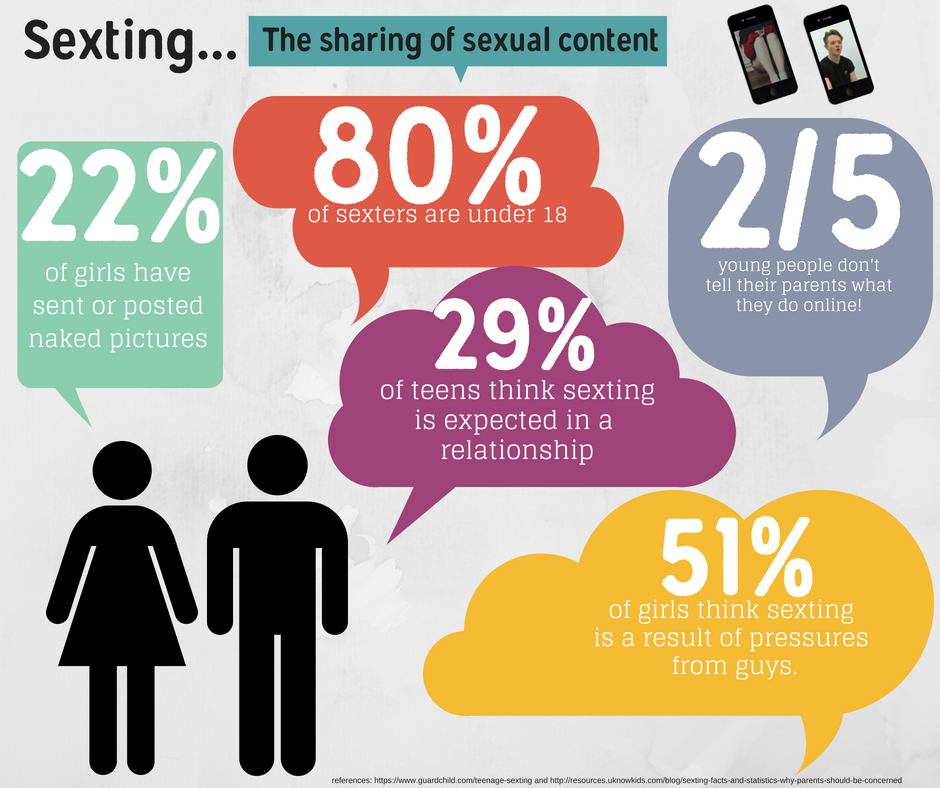 Sexting...
The sharing of sexual content
22%
of girls have
sent or posted
naked pictures
80%
of sexters are under 18
2/5
young people don't
tell their parents what
they do online!
29%
of teens think sexting
is expected in a
relationship
51%
of girls think sexting
is a result of pressures
from guys.
references: https://www.guardchild.com/teenage-sexting and http://resources.uknowkids.com/blog/sexting-facts-and-statistics-why-parents-should-be-concerned